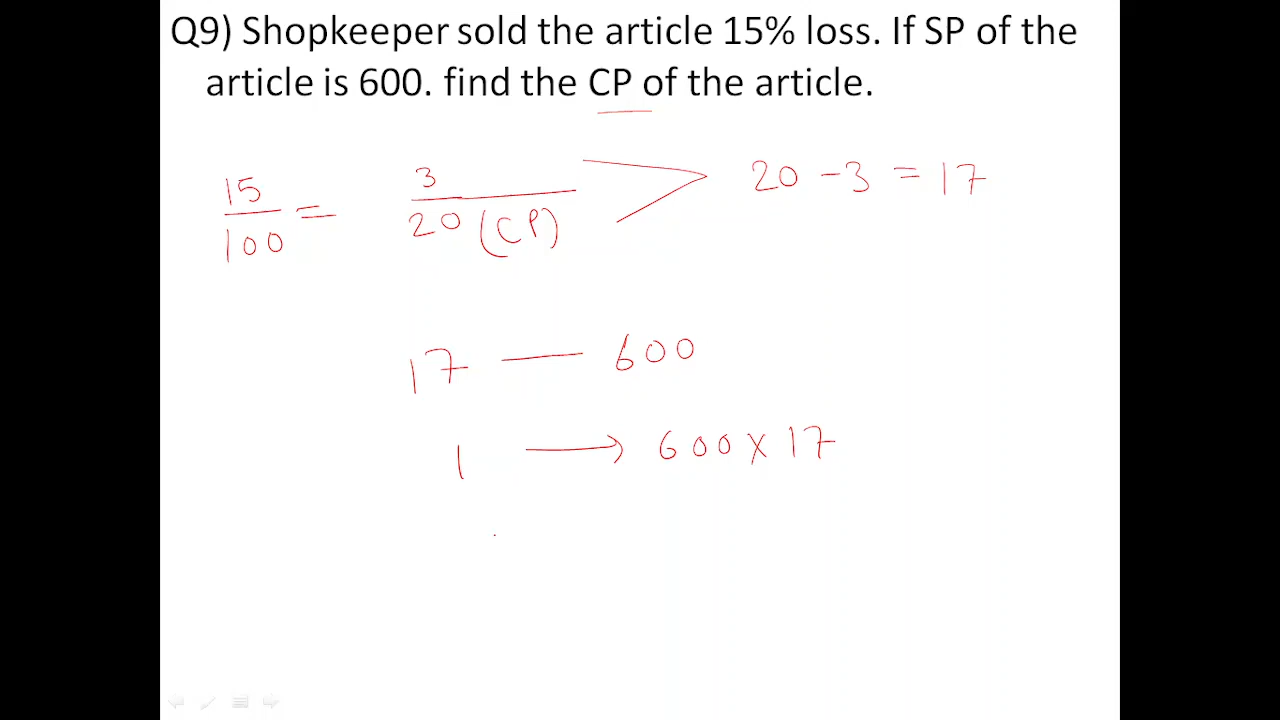 Q9) Shopkeeper sold the article 15% loss. If SP of the
article is 600. find the CP of the article.
15/100 = 3/20 (CP) > 20 - 3 = 17
17 — 600
1 → 600 x 17